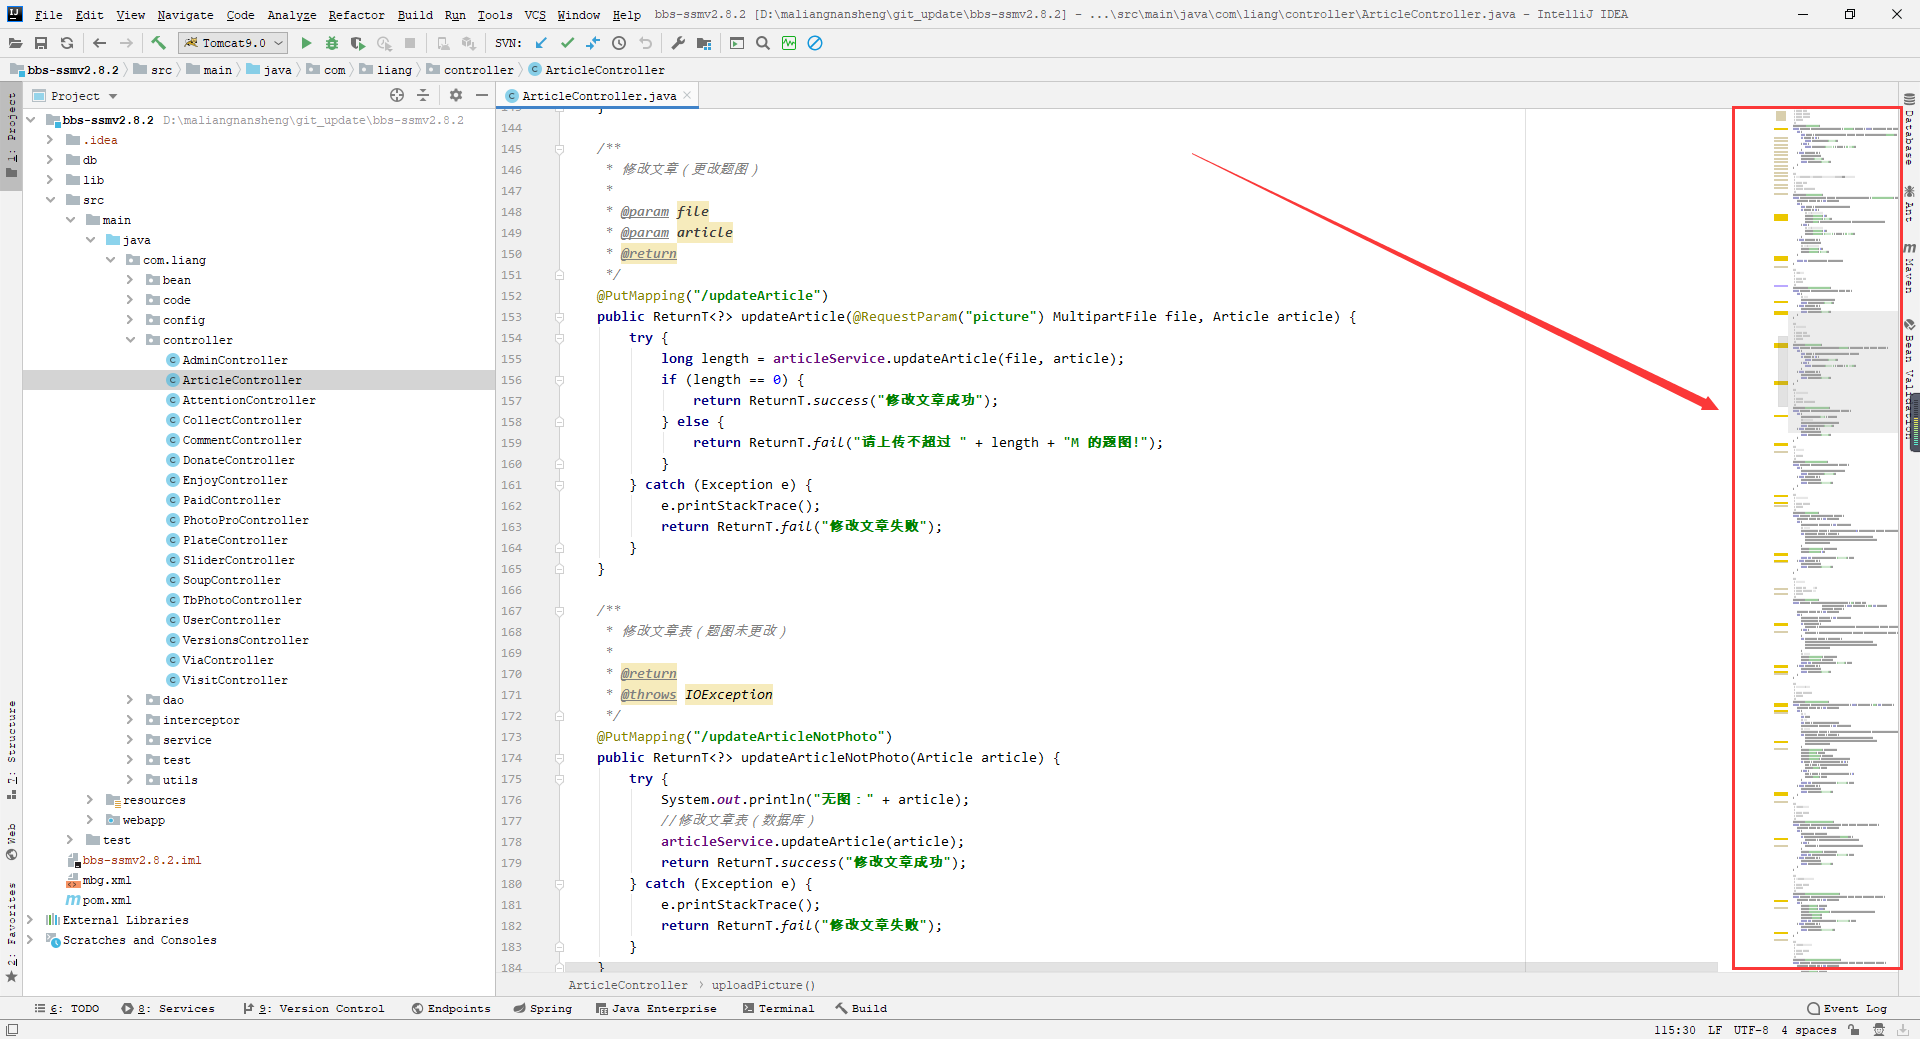 File Edit View Navigate Code Analyze Refactor Build Run Tools VCS Window Help bbs-ssmv2.8.2 [D:\maliangnansheng\git_update\bbs-ssmv2.8.2] - ...\src\main\java\com\liang\controller\ArticleController.java - IntelliJ IDEA
Tomcat9.0 SVN:
bbs-ssmv2.8.2 src main java com liang controller ArticleController
Project
ArticleController.java
bbs-ssmv2.8.2 D:\maliangnansheng\git_update\bbs-ssmv2.8.2
.idea
db
lib
src
main
java
com.liang
bean
code
config
controller
AdminController
ArticleController
AttentionController
CollectController
CommentController
DonateController
EnjoyController
PaidController
PhotoProController
PlateController
SliderController
SoupController
TbPhotoController
UserController
VersionsController
ViaController
VisitController
dao
interceptor
service
test
utils
resources
webapp
test
bbs-ssmv2.8.2.iml
mbg.xml
pom.xml
External Libraries
Scratches and Consoles
1: Project
7: Structure
Web
2: Favorites
144
145 /**
146 * 修改文章（更改题图）
147 *
148 * @param file
149 * @param article
150 * @return
151 */
152 @PutMapping("/updateArticle")
153 public ReturnT<?> updateArticle(@RequestParam("picture") MultipartFile file, Article article) {
154 try {
155 long length = articleService.updateArticle(file, article);
156 if (length == 0) {
157 return ReturnT.success("修改文章成功");
158 } else {
159 return ReturnT.fail("请上传不超过 " + length + "M 的题图!");
160 }
161 } catch (Exception e) {
162 e.printStackTrace();
163 return ReturnT.fail("修改文章失败");
164 }
165 }
166
167 /**
168 * 修改文章表（题图未更改）
169 *
170 * @return
171 * @throws IOException
172 */
173 @PutMapping("/updateArticleNotPhoto")
174 public ReturnT<?> updateArticleNotPhoto(Article article) {
175 try {
176 System.out.println("无图：" + article);
177 //修改文章表（数据库）
178 articleService.updateArticle(article);
179 return ReturnT.success("修改文章成功");
180 } catch (Exception e) {
181 e.printStackTrace();
182 return ReturnT.fail("修改文章失败");
183 }
184 }
ArticleController uploadPicture()
Database
Ant
Maven
Bean Validation
6: TODO 8: Services 9: Version Control Endpoints Spring Java Enterprise Terminal Build Event Log
115:30 LF UTF-8 4 spaces